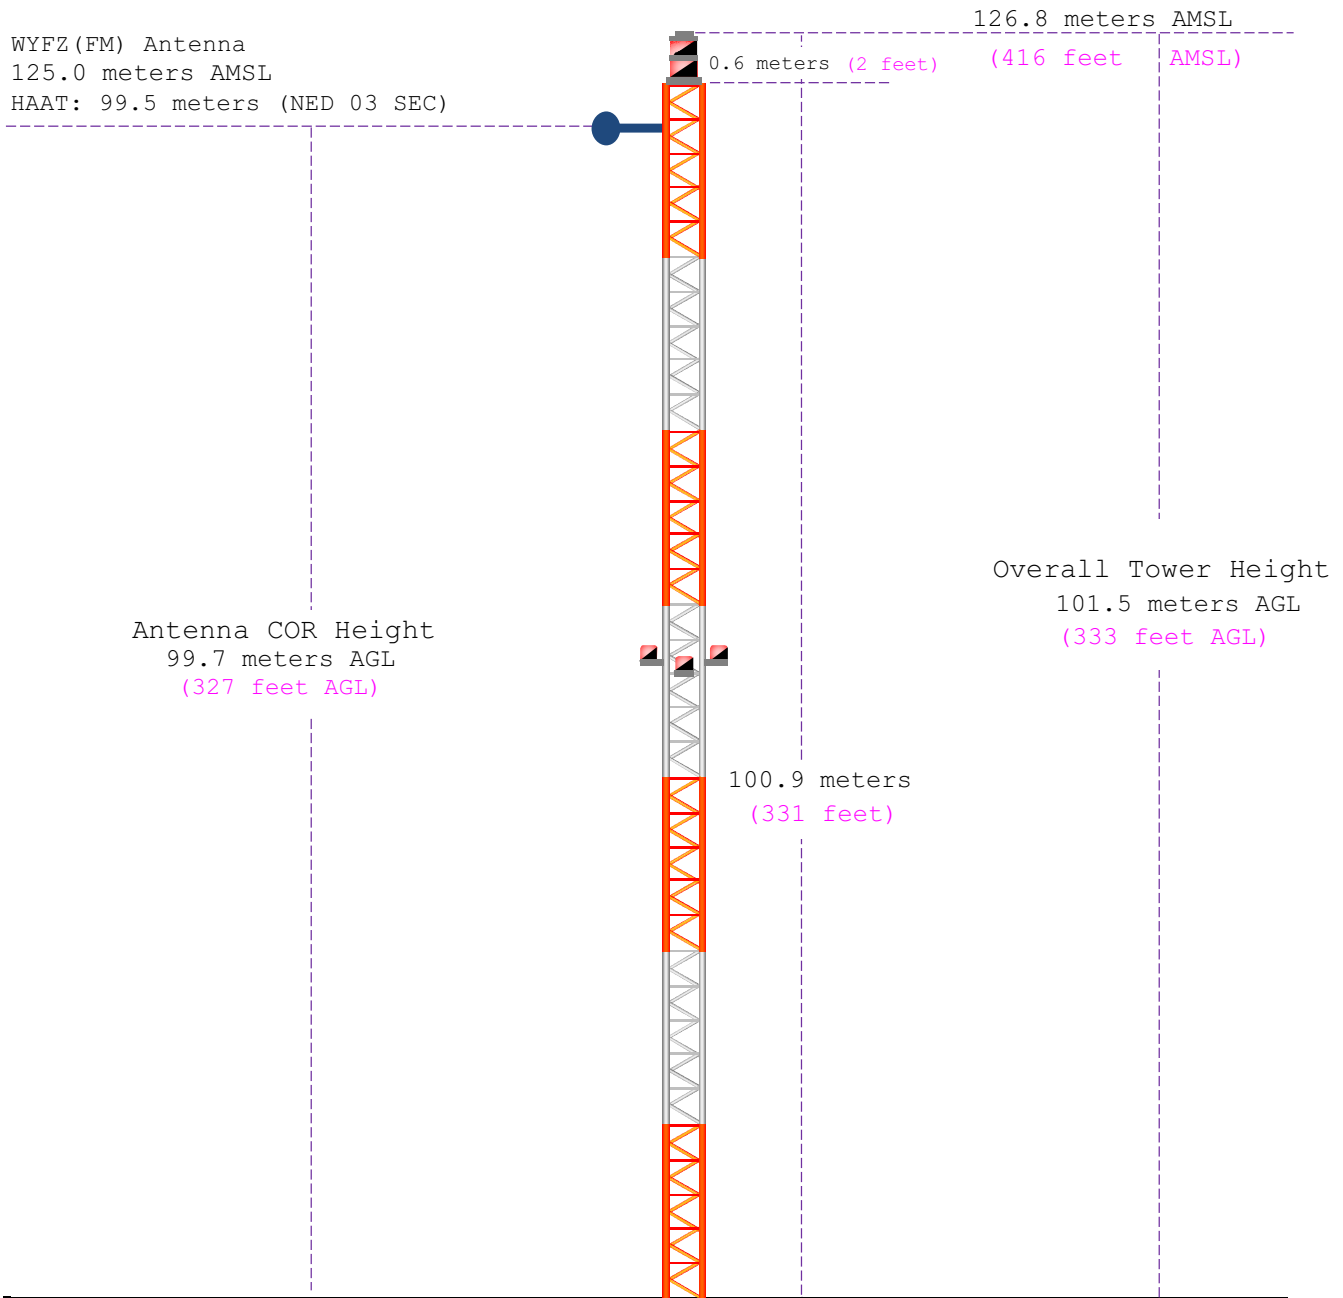 WYFZ(FM) Antenna
125.0 meters AMSL
HAAT: 99.5 meters (NED 03 SEC)
126.8 meters AMSL
(416 feet AMSL)
0.6 meters (2 feet)
Overall Tower Height
101.5 meters AGL
(333 feet AGL)
Antenna COR Height
99.7 meters AGL
(327 feet AGL)
100.9 meters
(331 feet)